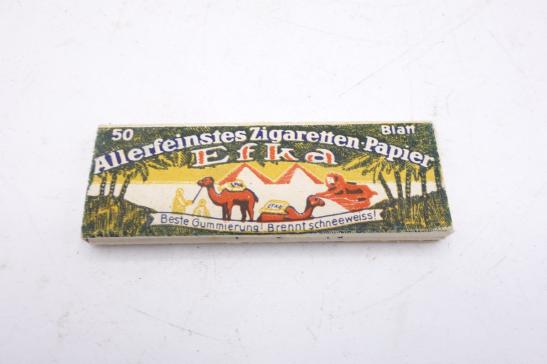 50 Blatt
Allerfeinstes Zigaretten-Papier
Efka
Beste Gummierung! Brennt schneeweiss!